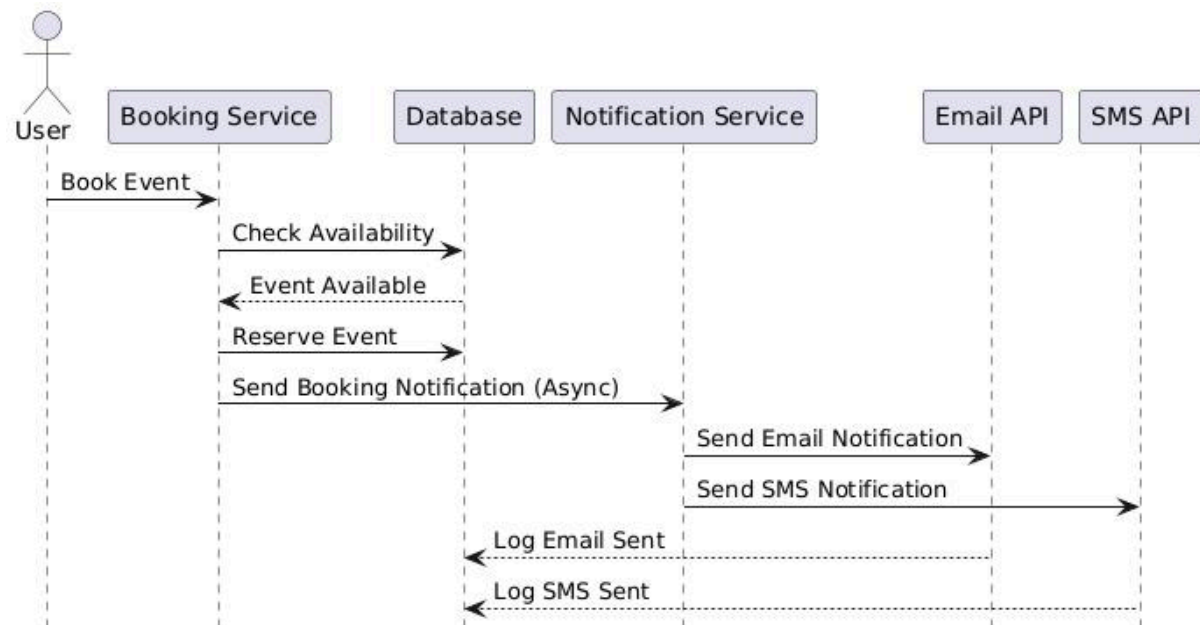 User
Booking Service
Database
Notification Service
Email API
SMS API
Book Event
Check Availability
Event Available
Reserve Event
Send Booking Notification (Async)
Send Email Notification
Send SMS Notification
Log Email Sent
Log SMS Sent